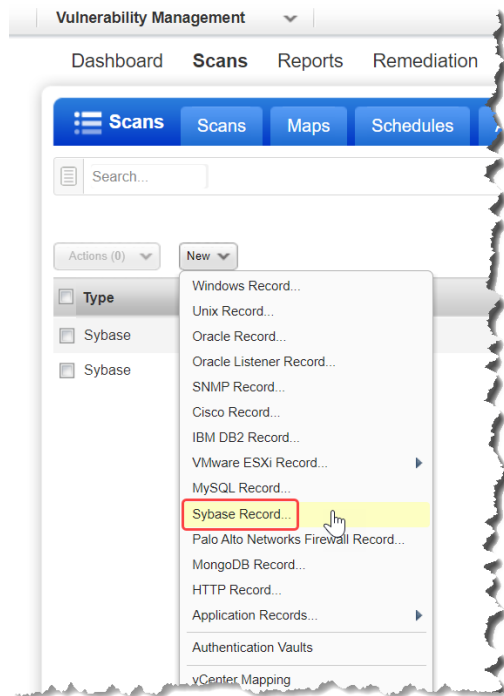 Vulnerability Management
Dashboard Scans Reports Remediation
Scans Scans Maps Schedules
Search...
Actions (0) New
Type
Windows Record...
Unix Record...
Sybase
Oracle Record...
Oracle Listener Record...
Sybase
SNMP Record...
Cisco Record...
IBM DB2 Record...
VMware ESXi Record...
MySQL Record...
Sybase Record...
Palo Alto Networks Firewall Record...
MongoDB Record...
HTTP Record...
Application Records...
Authentication Vaults
vCenter Mapping